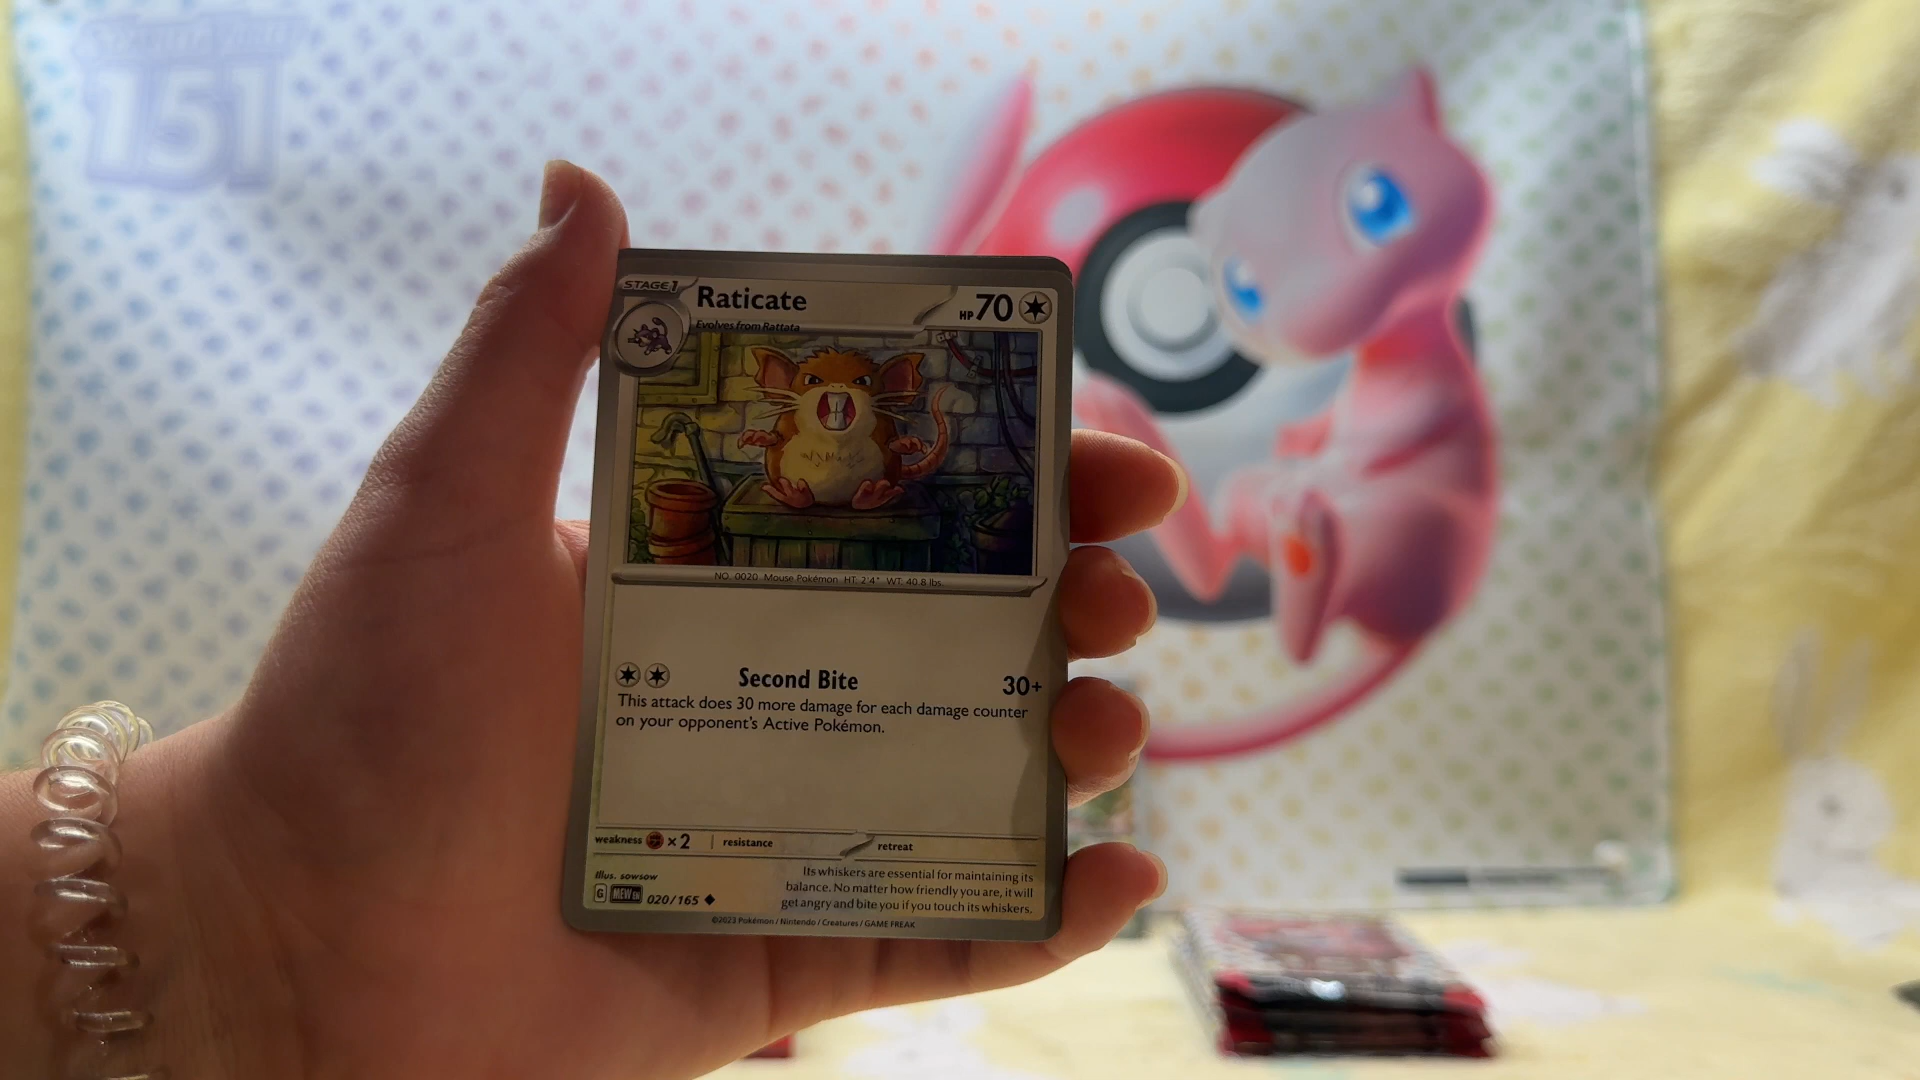 151
STAGE 1
Raticate
HP 70
Evolves from Rattata
NO. 0020 Mouse Pokémon HT: 2'4" WT: 40.8 lbs.
Second Bite 30+
This attack does 30 more damage for each damage counter
on your opponent's Active Pokémon.
weakness ×2 resistance retreat
Illus. sowsow
G MEW EN 020/165
Its whiskers are essential for maintaining its
balance. No matter how friendly you are, it will
get angry and bite you if you touch its whiskers.
©2023 Pokémon / Nintendo / Creatures / GAME FREAK